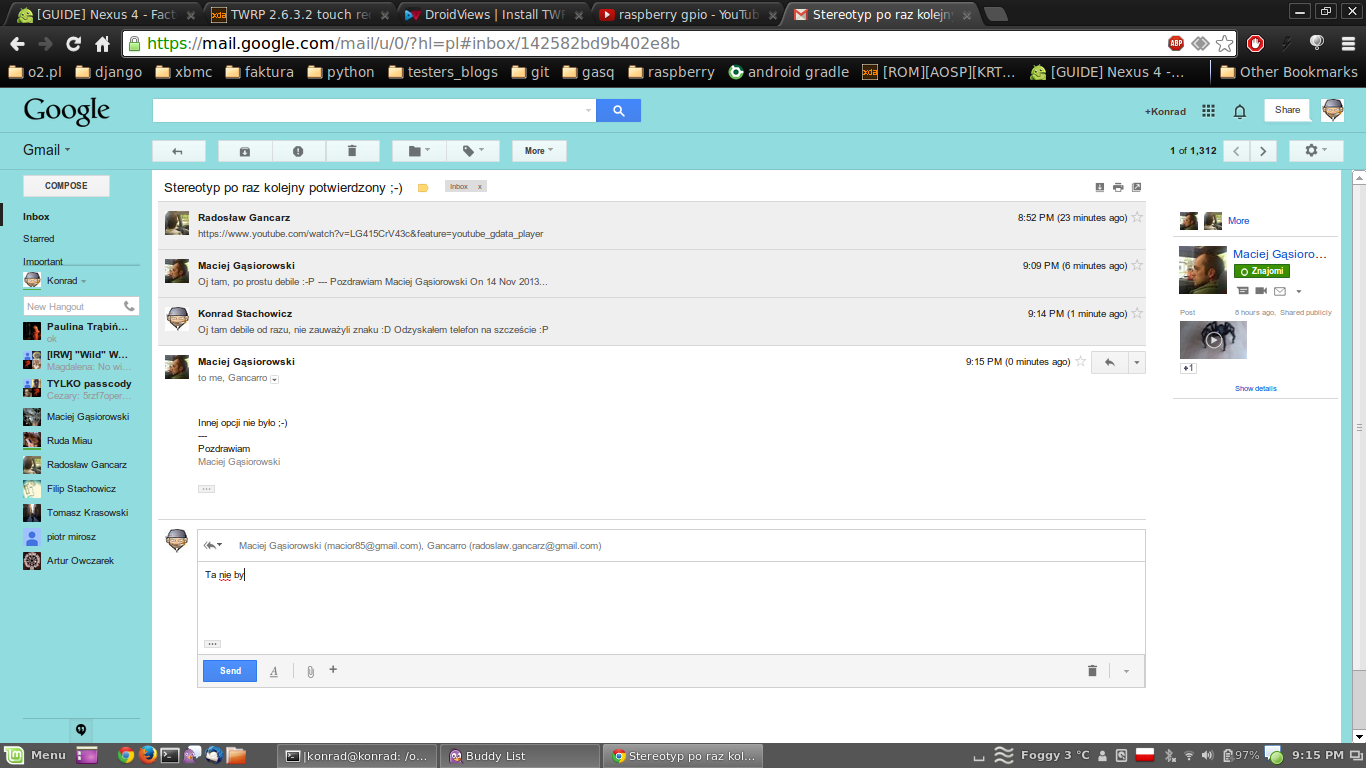 [GUIDE] Nexus 4 - Fact
TWRP 2.6.3.2 touch rec
DroidViews | Install TWR
raspberry gpio - YouTub
Stereotyp po raz kolejny
https://mail.google.com/mail/u/0/?hl=pl#inbox/142582bd9b402e8b
ABP
o2.pl
django
xbmc
faktura
python
testers_blogs
git
gasq
raspberry
android gradle
[ROM][AOSP][KRT...
[GUIDE] Nexus 4 -...
Other Bookmarks
Google
+Konrad
Share
Gmail
More
1 of 1,312
COMPOSE
Inbox
Starred
Important
Konrad
New Hangout
Paulina Trąbiń...
ok
[IRW] "Wild" W...
Magdalena: No wi...
TYLKO passcody
Cezary: 5rzf7oper...
Maciej Gąsiorowski
Ruda Miau
Radosław Gancarz
Filip Stachowicz
Tomasz Krasowski
piotr mirosz
Artur Owczarek
Stereotyp po raz kolejny potwierdzony ;-)
Inbox x
Radosław Gancarz
8:52 PM (23 minutes ago)
https://www.youtube.com/watch?v=LG415CrV43c&feature=youtube_gdata_player
Maciej Gąsiorowski
9:09 PM (6 minutes ago)
Oj tam, po prostu debile :-P --- Pozdrawiam Maciej Gąsiorowski On 14 Nov 2013...
Konrad Stachowicz
9:14 PM (1 minute ago)
Oj tam debile od razu, nie zauważyli znaku :D Odzyskałem telefon na szczeście :P
Maciej Gąsiorowski
9:15 PM (0 minutes ago)
to me, Gancarro
Innej opcji nie było ;-)
---
Pozdrawiam
Maciej Gąsiorowski
Maciej Gąsiorowski (macior85@gmail.com), Gancarro (radoslaw.gancarz@gmail.com)
Ta nie by
Send
A
More
Maciej Gąsioro...
Znajomi
Post
6 hours ago, Shared publicly
+1
Show details
Menu
|konrad@konrad: /o...
Buddy List
Stereotyp po raz kol...
Foggy 3 °C
97%
9:15 PM